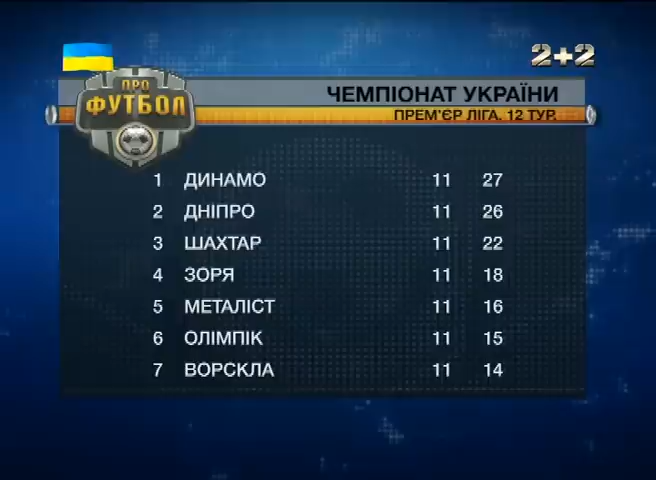 2+2
ПРО
ФУТБОЛ
ЧЕМПІОНАТ УКРАЇНИ
ПРЕМ'ЄР ЛІГА. 12 ТУР.
1 ДИНАМО 11 27
2 ДНІПРО 11 26
3 ШАХТАР 11 22
4 ЗОРЯ 11 18
5 МЕТАЛІСТ 11 16
6 ОЛІМПІК 11 15
7 ВОРСКЛА 11 14